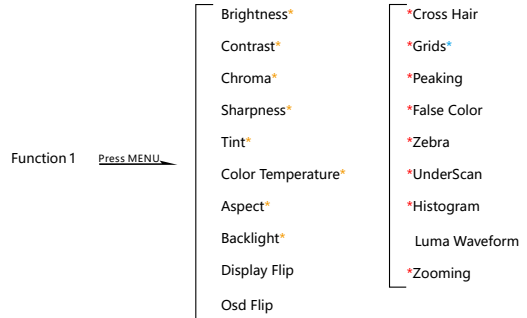 Brightness*
Contrast*
Chroma*
Sharpness*
Tint*
Function 1 Press MENU
Color Temperature*
Aspect*
Backlight*
Display Flip
Osd Flip
*Cross Hair
*Grids*
*Peaking
*False Color
*Zebra
*UnderScan
*Histogram
Luma Waveform
*Zooming